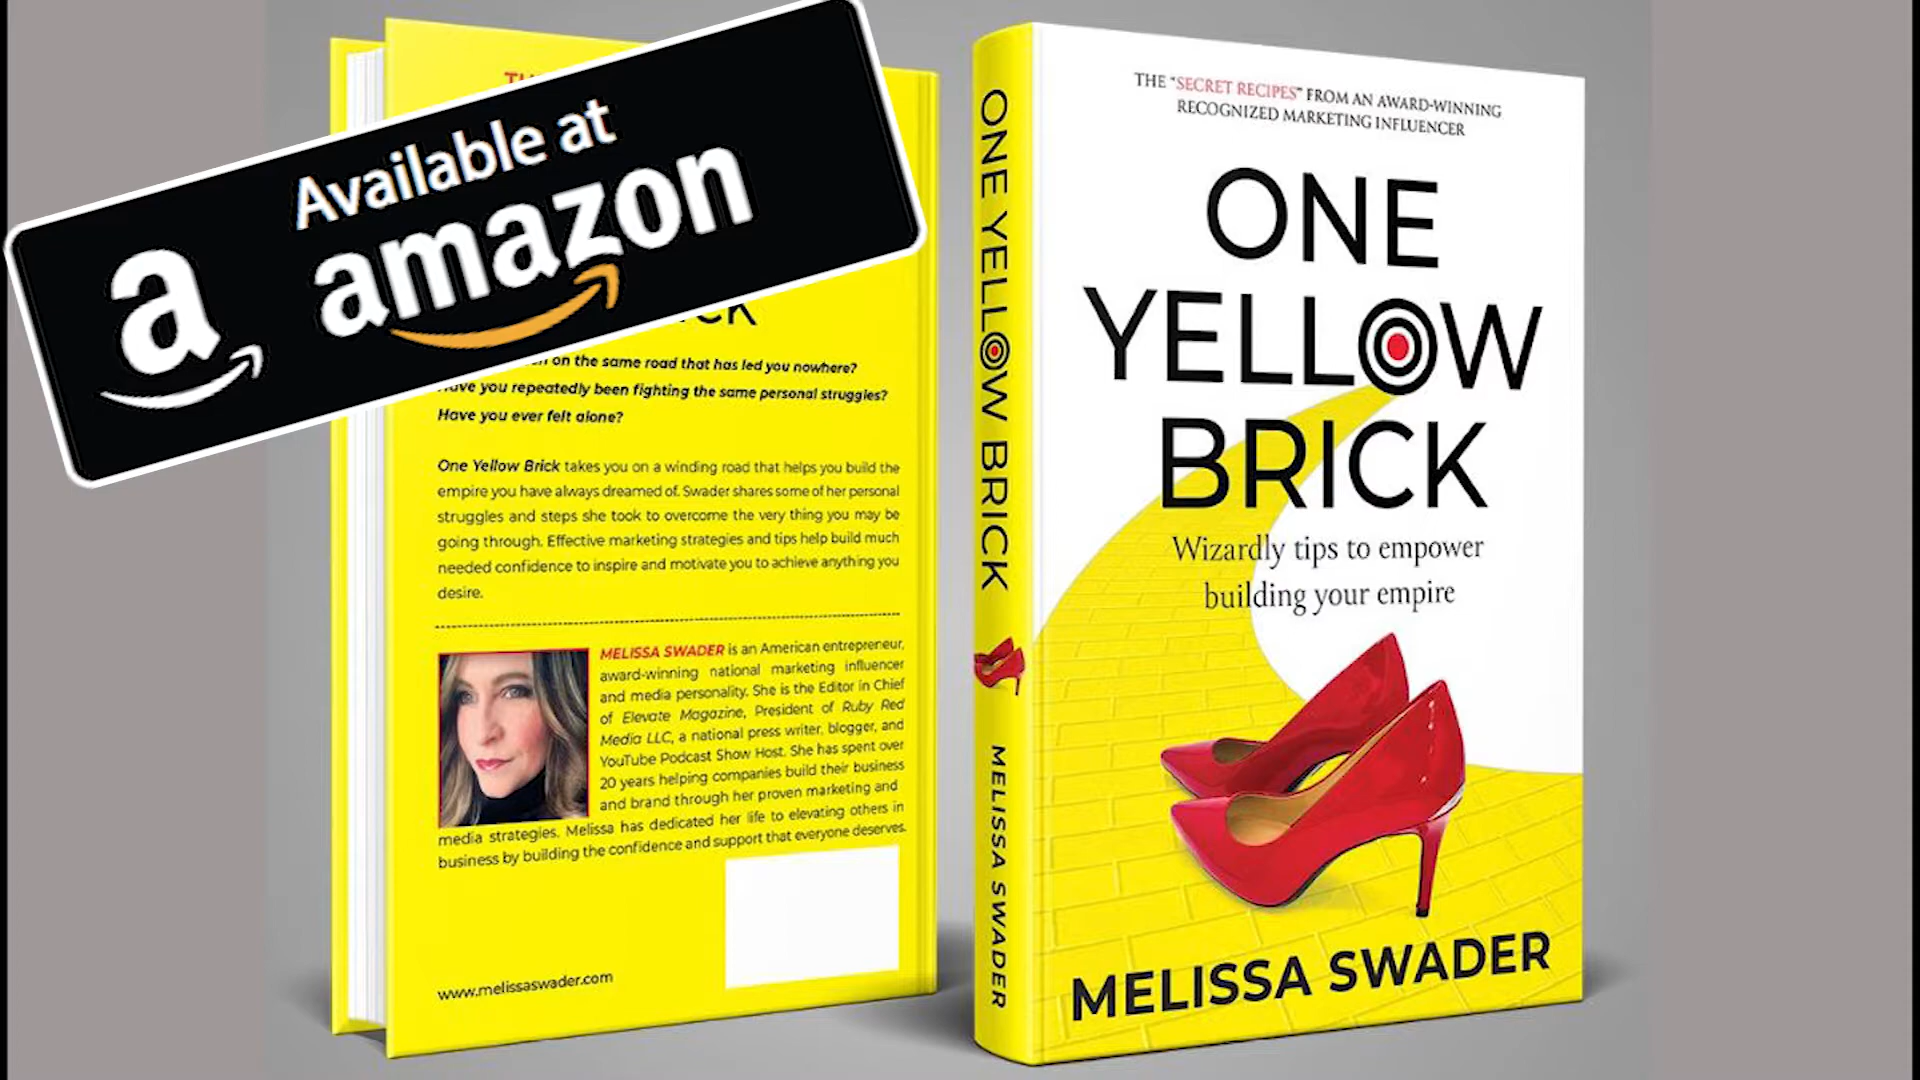 Available at
a amazon
on the same road that has led you nowhere?
Have you repeatedly been fighting the same personal struggles?
Have you ever felt alone?
One Yellow Brick takes you on a winding road that helps you build the
empire you have always dreamed of. Swader shares some of her personal
struggles and steps she took to overcome the very thing you may be
going through. Effective marketing strategies and tips help build much
needed confidence to inspire and motivate you to achieve anything you
desire.
MELISSA SWADER is an American entrepreneur,
award-winning national marketing influencer
and media personality. She is the Editor in Chief
of Elevate Magazine, President of Ruby Red
Media LLC, a national press writer, blogger, and
YouTube Podcast Show Host. She has spent over
20 years helping companies build their business
and brand through her proven marketing and
media strategies. Melissa has dedicated her life to elevating others in
business by building the confidence and support that everyone deserves.
www.melissaswader.com
ONE YELLOW BRICK
MELISSA SWADER
THE "SECRET RECIPES" FROM AN AWARD-WINNING
RECOGNIZED MARKETING INFLUENCER
ONE
YELLOW
BRICK
Wizardly tips to empower
building your empire
MELISSA SWADER